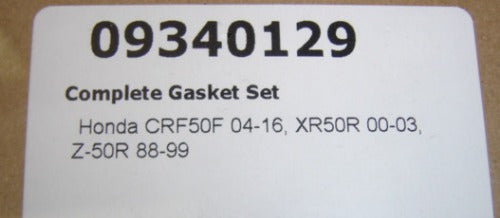 09340129
Complete Gasket Set
Honda CRF50F 04-16, XR50R 00-03,
Z-50R 88-99